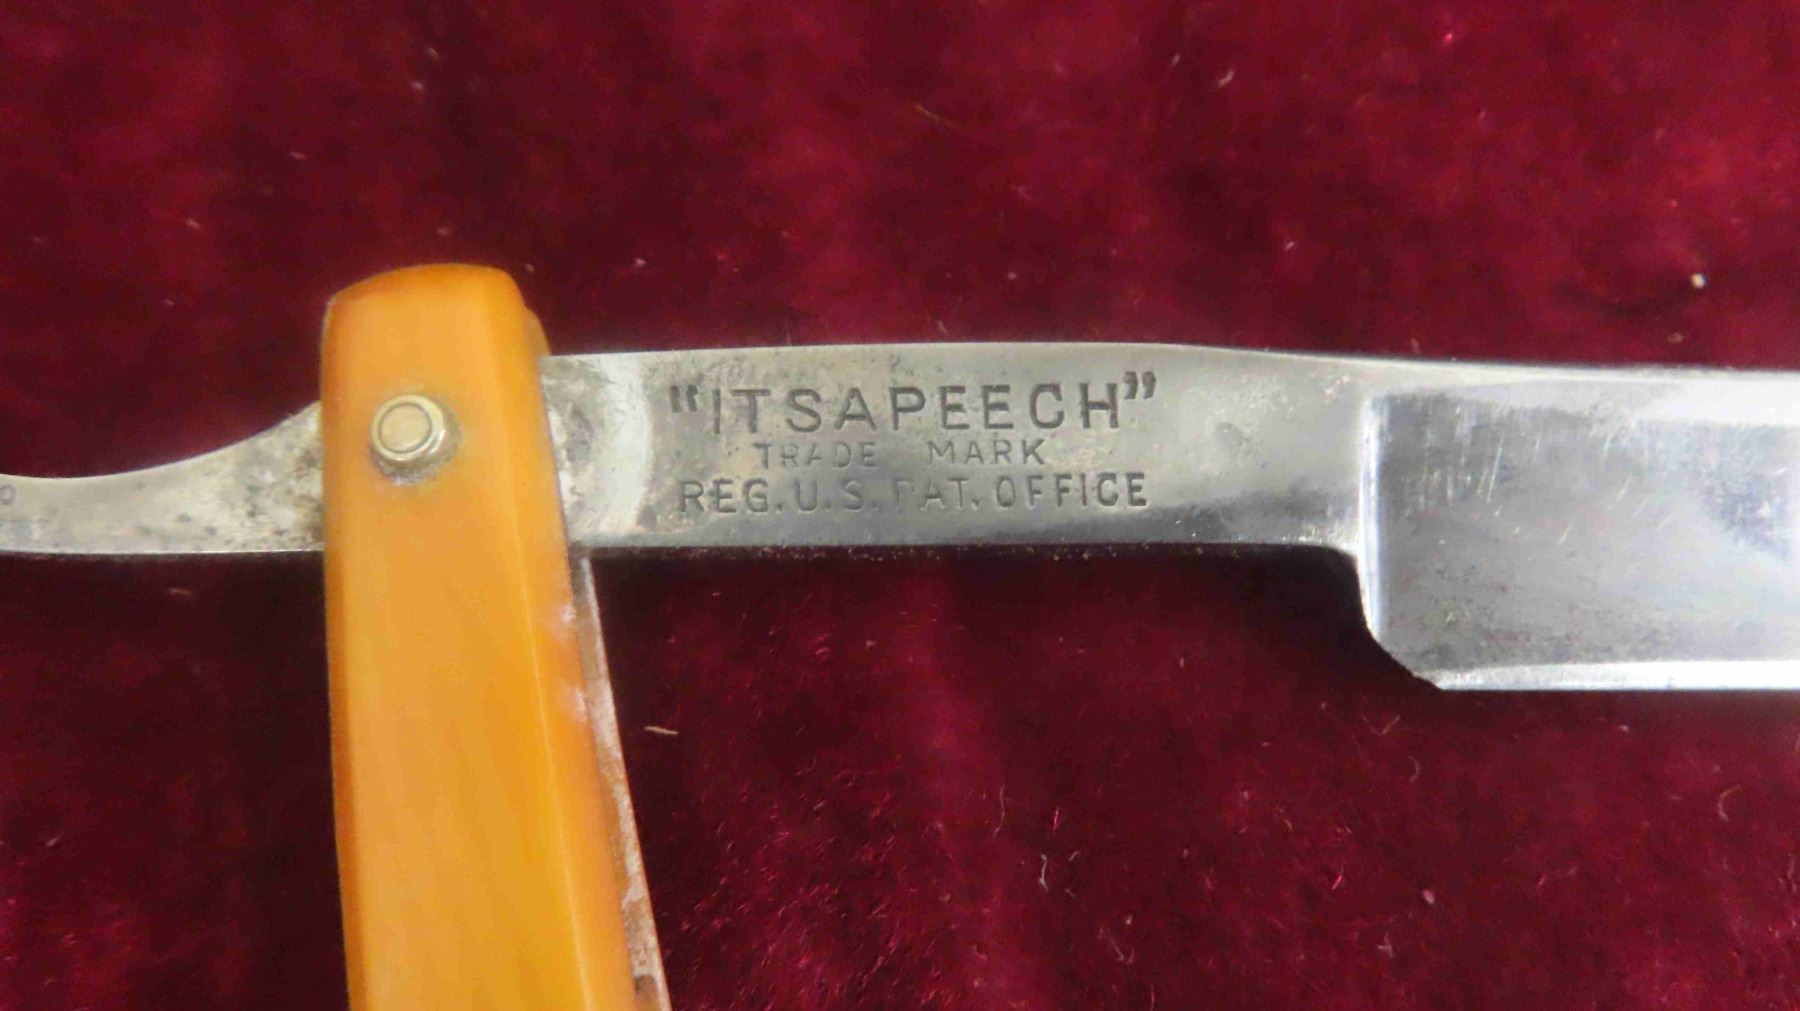 "ITSAPEECH"
TRADE MARK
REG. U.S. PAT. OFFICE